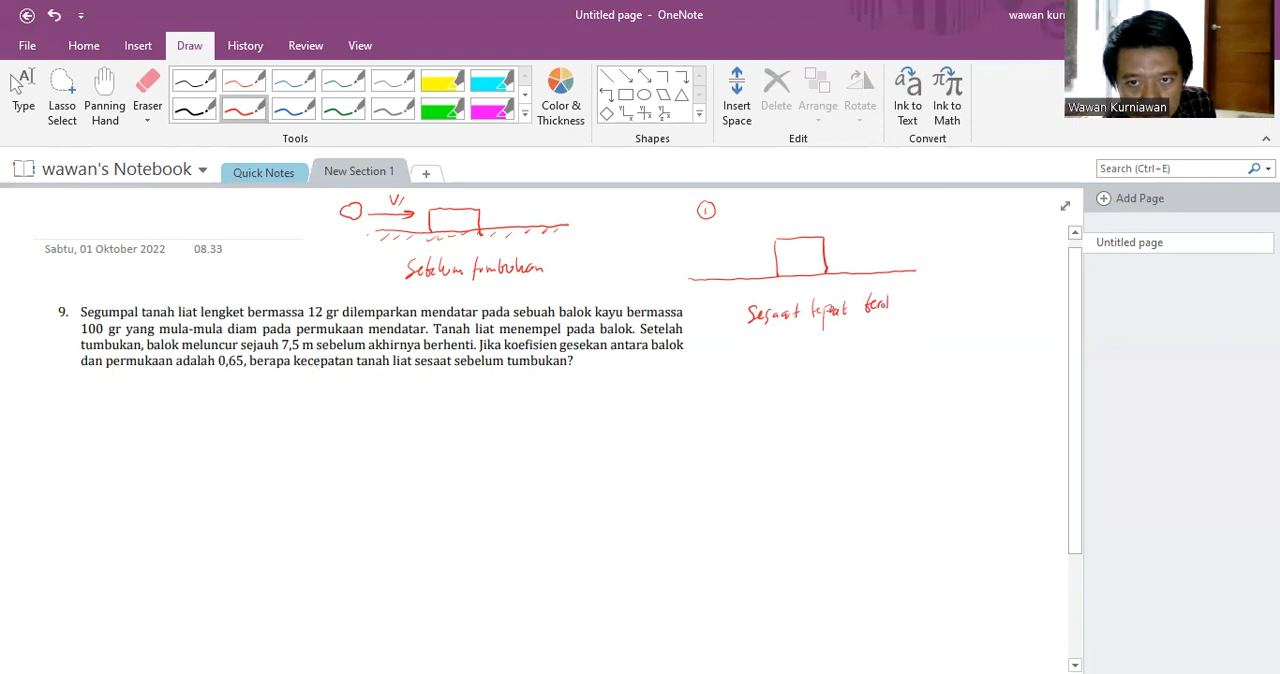 Untitled page - OneNote
wawan kurni
File Home Insert Draw History Review View
Type
Lasso Select
Panning Hand
Eraser
Color & Thickness
Insert Space
Delete
Arrange
Rotate
Ink to Text
Ink to Math
Tools
Shapes
Edit
Convert
Wawan Kurniawan
wawan's Notebook
Quick Notes
New Section 1
Search (Ctrl+E)
Add Page
Untitled page
V₁
1
Sabtu, 01 Oktober 2022 08.33
Sebelum tumbukan
Sesaat tepat
9. Segumpal tanah liat lengket bermassa 12 gr dilemparkan mendatar pada sebuah balok kayu bermassa
100 gr yang mula-mula diam pada permukaan mendatar. Tanah liat menempel pada balok. Setelah
tumbukan, balok meluncur sejauh 7,5 m sebelum akhirnya berhenti. Jika koefisien gesekan antara balok
dan permukaan adalah 0,65, berapa kecepatan tanah liat sesaat sebelum tumbukan?